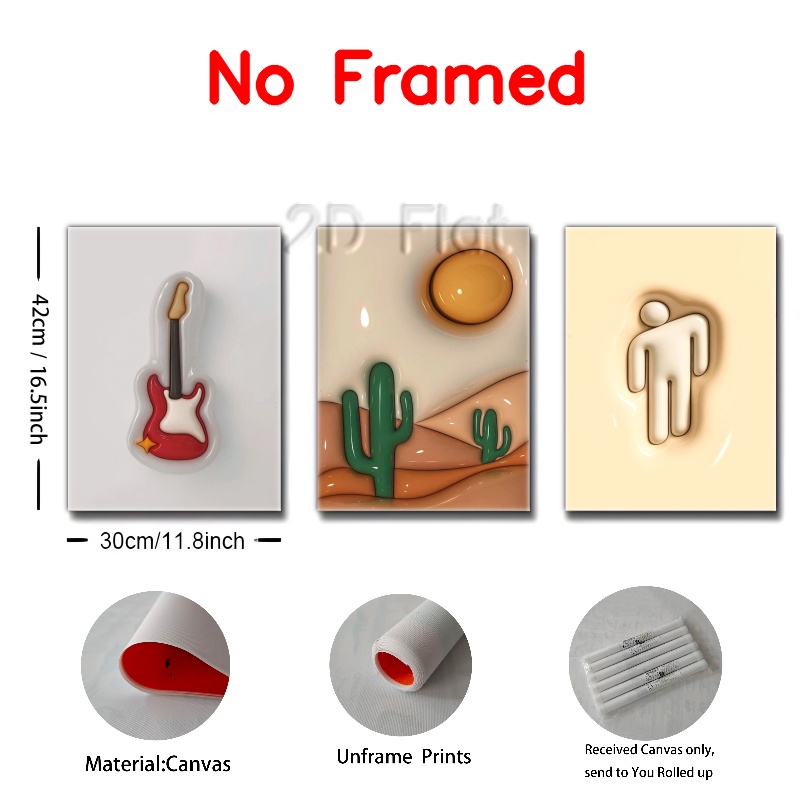 No Framed
2D Flat
42cm / 16.5inch
30cm/11.8inch
Material:Canvas
Unframe Prints
Received Canvas only,
send to You Rolled up